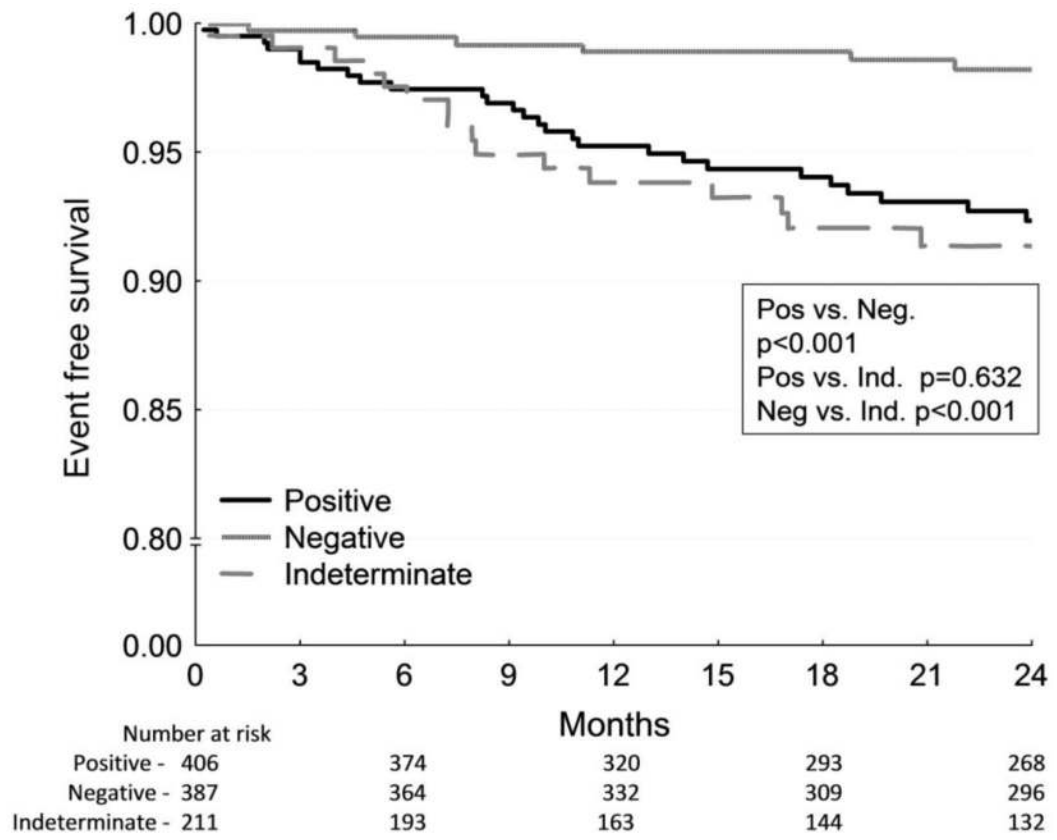 1.00
0.95
0.90
0.85
0.80
0.00
Event free survival
Pos vs. Neg.
p<0.001
Pos vs. Ind. p=0.632
Neg vs. Ind. p<0.001
Positive
Negative
Indeterminate
0 3 6 9 12 15 18 21 24
Months
Number at risk
Positive - 406 374 320 293 268
Negative - 387 364 332 309 296
Indeterminate - 211 193 163 144 132